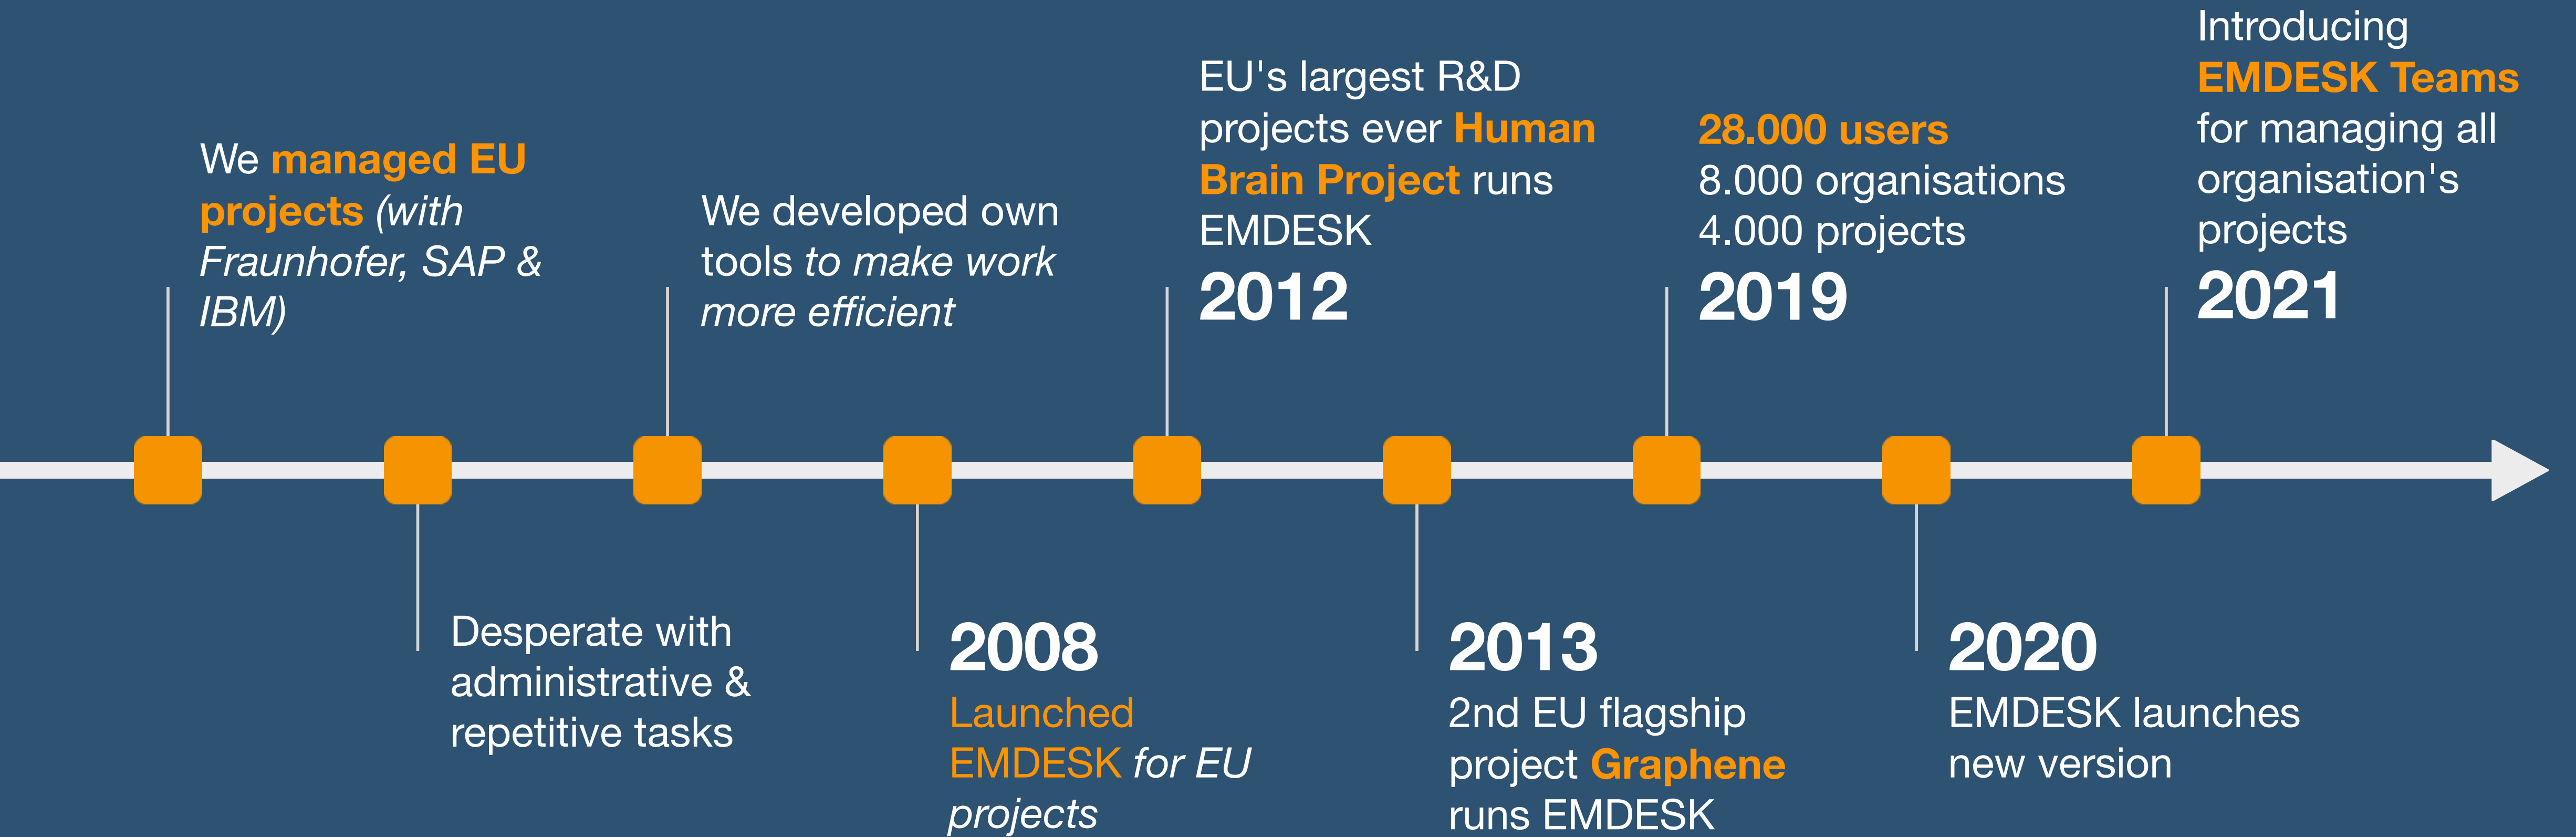 We managed EU
projects (with
Fraunhofer, SAP &
IBM)
Desperate with
administrative &
repetitive tasks
We developed own
tools to make work
more efficient
2008
Launched
EMDESK for EU
projects
EU's largest R&D
projects ever Human
Brain Project runs
EMDESK
2012
2013
2nd EU flagship
project Graphene
runs EMDESK
28.000 users
8.000 organisations
4.000 projects
2019
2020
EMDESK launches
new version
Introducing
EMDESK Teams
for managing all
organisation's
projects
2021